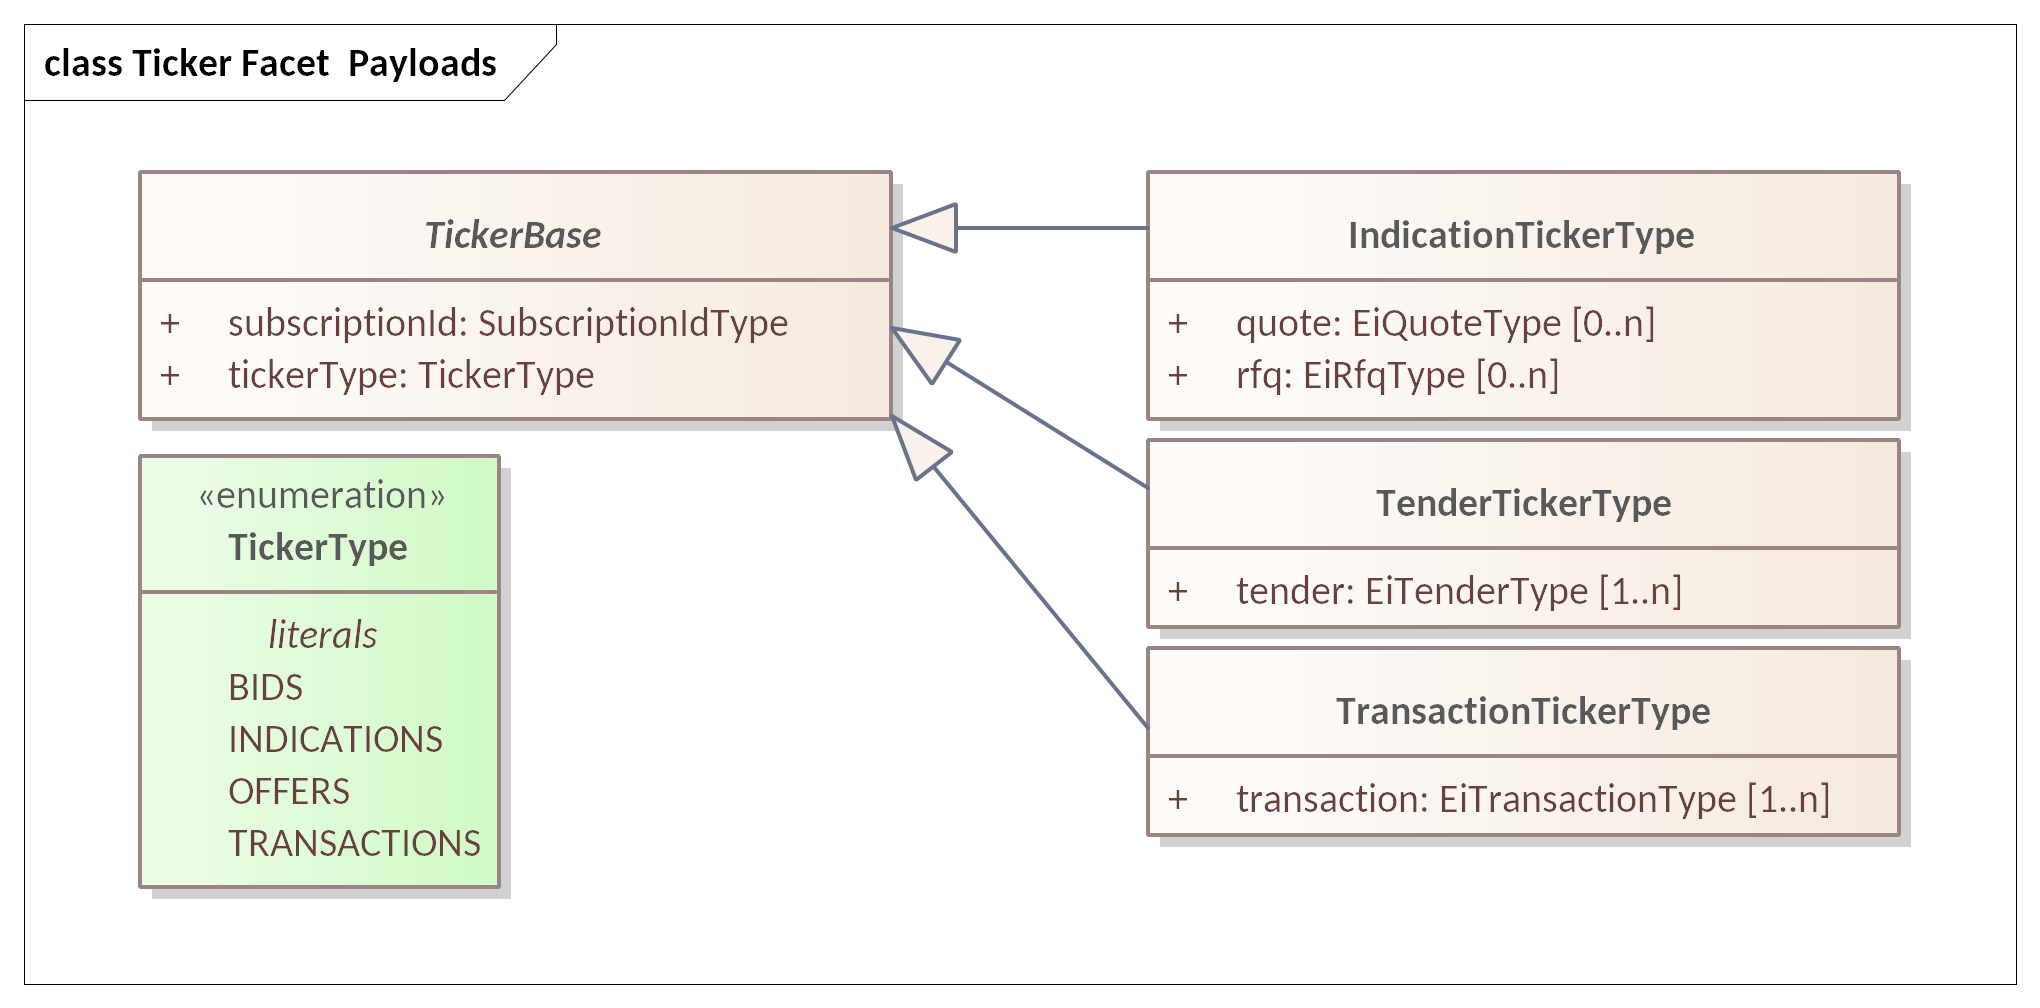 class Ticker Facet  Payloads
TickerBase
+ subscriptionId: SubscriptionIdType
+ tickerType: TickerType
IndicationTickerType
+ quote: EiQuoteType [0..n]
+ rfq: EiRfqType [0..n]
«enumeration»
TickerType
literals
BIDS
INDICATIONS
OFFERS
TRANSACTIONS
TenderTickerType
+ tender: EiTenderType [1..n]
TransactionTickerType
+ transaction: EiTransactionType [1..n]